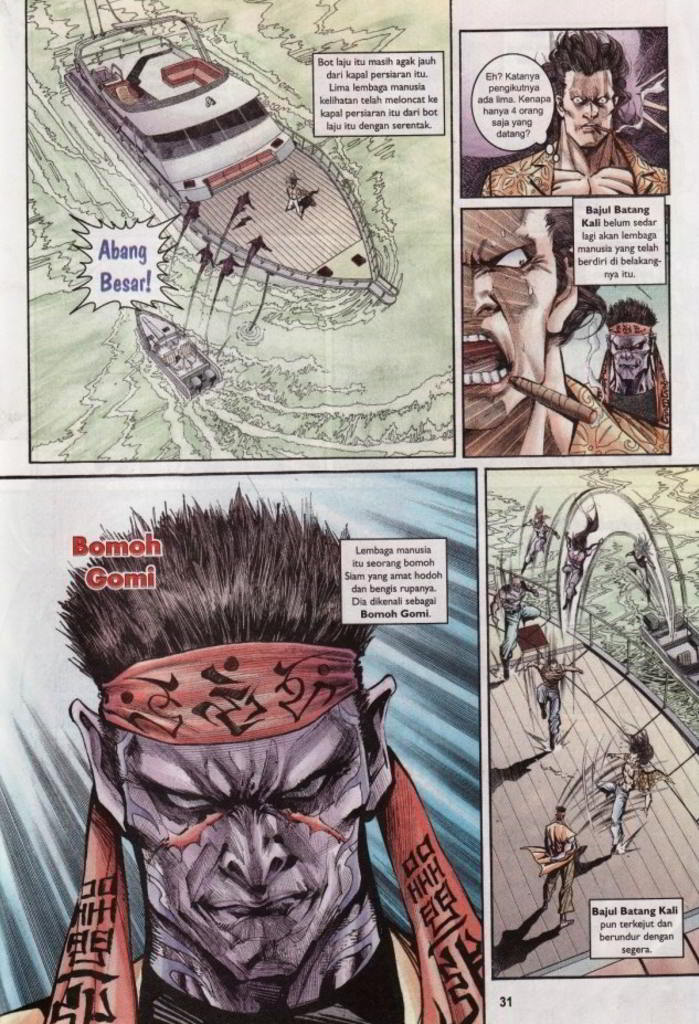 Bot laju itu masih agak jauh
dari kapal persiaran itu.
Lima lembaga manusia
kelihatan telah meloncat ke
kapal persiaran itu dari bot
laju itu dengan serentak.
Abang
Besar!
Eh? Katanya
pengikutnya
ada lima. Kenapa
hanya 4 orang
saja yang
datang?
Bajul Batang
Kali belum sedar
lagi akan lembaga
manusia yang telah
berdiri di belakang-
nya itu.
Bomoh
Gomi
Lembaga manusia
itu seorang bomoh
Siam yang amat hodoh
dan bengis rupanya.
Dia dikenali sebagai
Bomoh Gomi.
Bajul Batang Kali
pun terkejut dan
berundur dengan
segera.
31